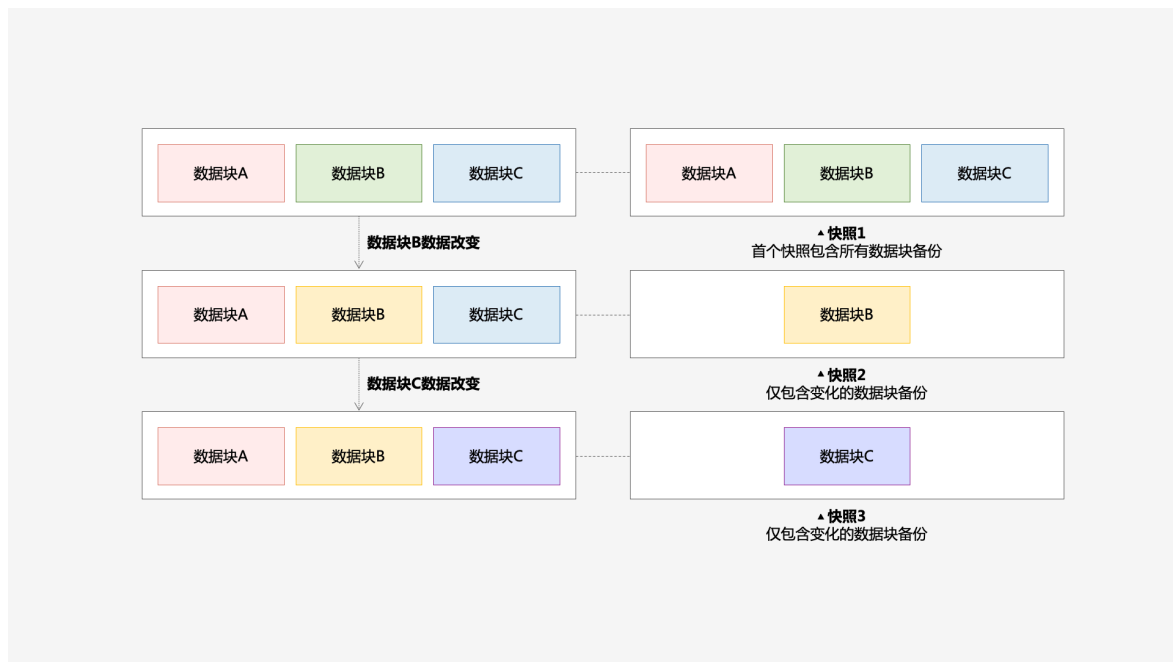 数据块A 数据块B 数据块C 数据块A 数据块B 数据块C
▲ 快照1
数据块B数据改变
首个快照包含所有数据块备份
数据块A 数据块B 数据块C 数据块B
▲ 快照2
数据块C数据改变
仅包含变化的数据块备份
数据块A 数据块B 数据块C 数据块C
▲ 快照3
仅包含变化的数据块备份